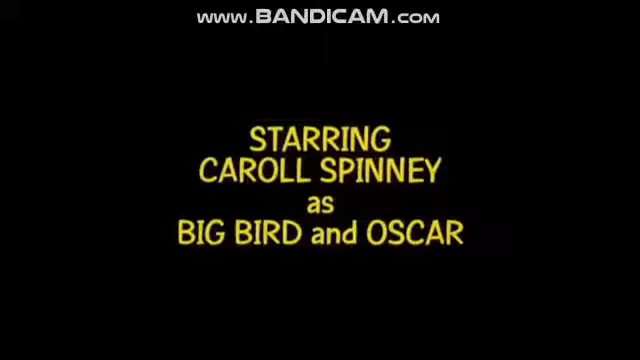 www.BANDICAM.com
STARRING
CAROLL SPINNEY
as
BIG BIRD and OSCAR